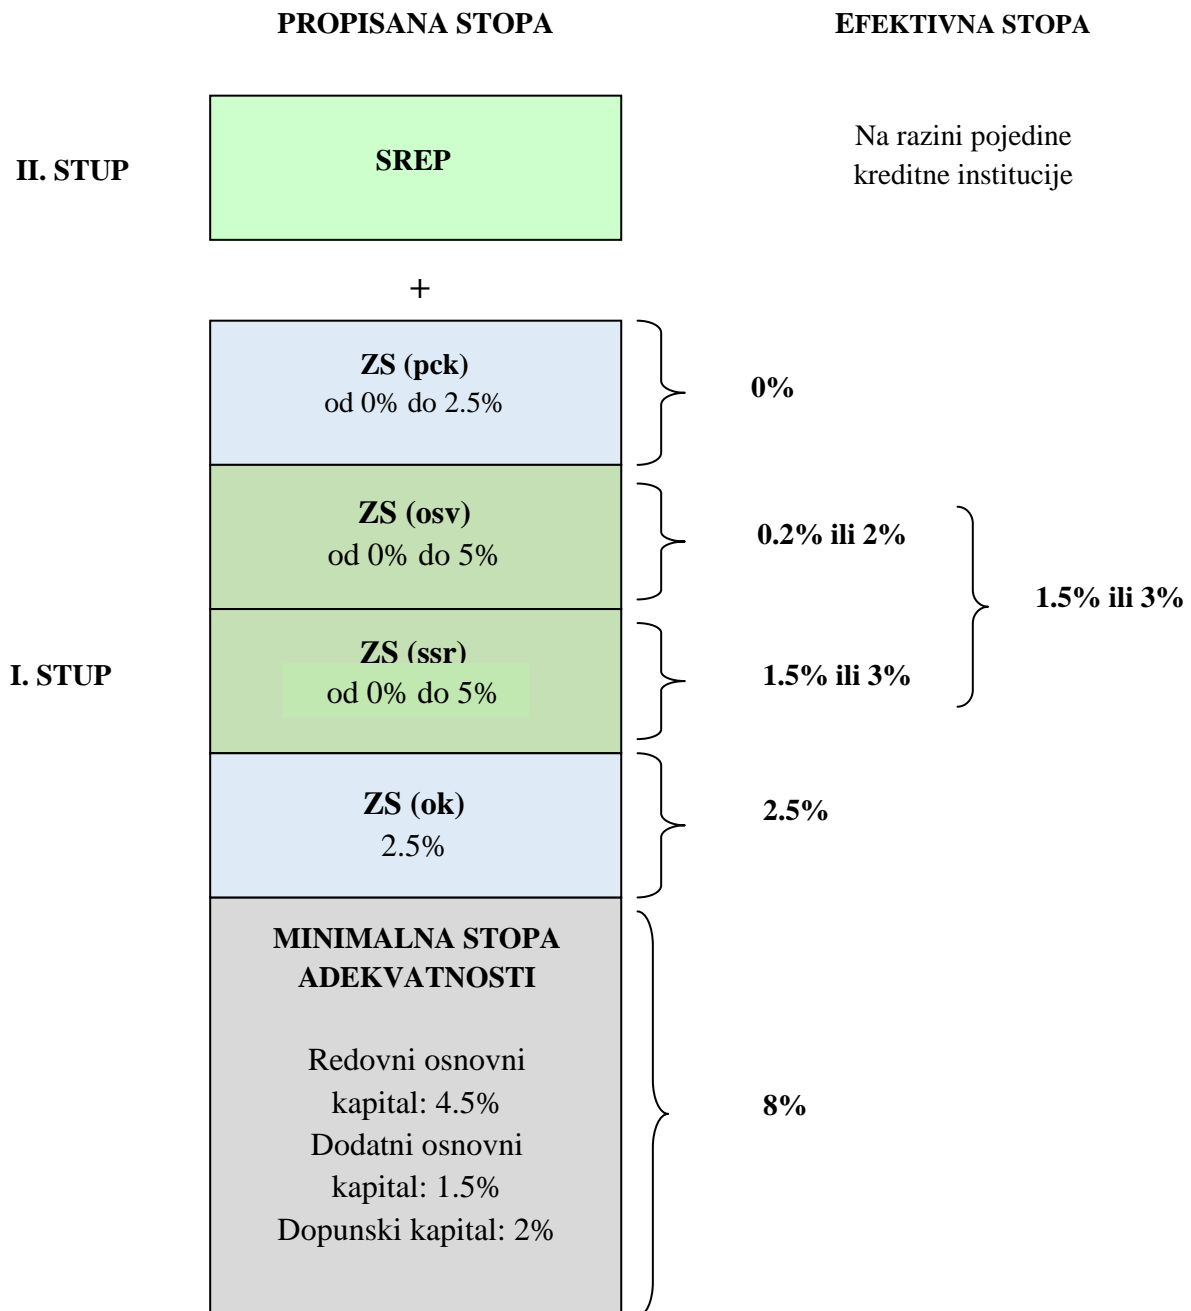 PROPISANA STOPA
EFEKTIVNA STOPA
II. STUP
SREP
Na razini pojedine
kreditne institucije
+
ZS (pck)
od 0% do 2.5%
0%
ZS (osv)
od 0% do 5%
0.2% ili 2%
1.5% ili 3%
I. STUP
ZS (ssr)
od 0% do 5%
1.5% ili 3%
ZS (ok)
2.5%
2.5%
MINIMALNA STOPA
ADEKVATNOSTI
Redovni osnovni
kapital: 4.5%
Dodatni osnovni
kapital: 1.5%
Dopunski kapital: 2%
8%